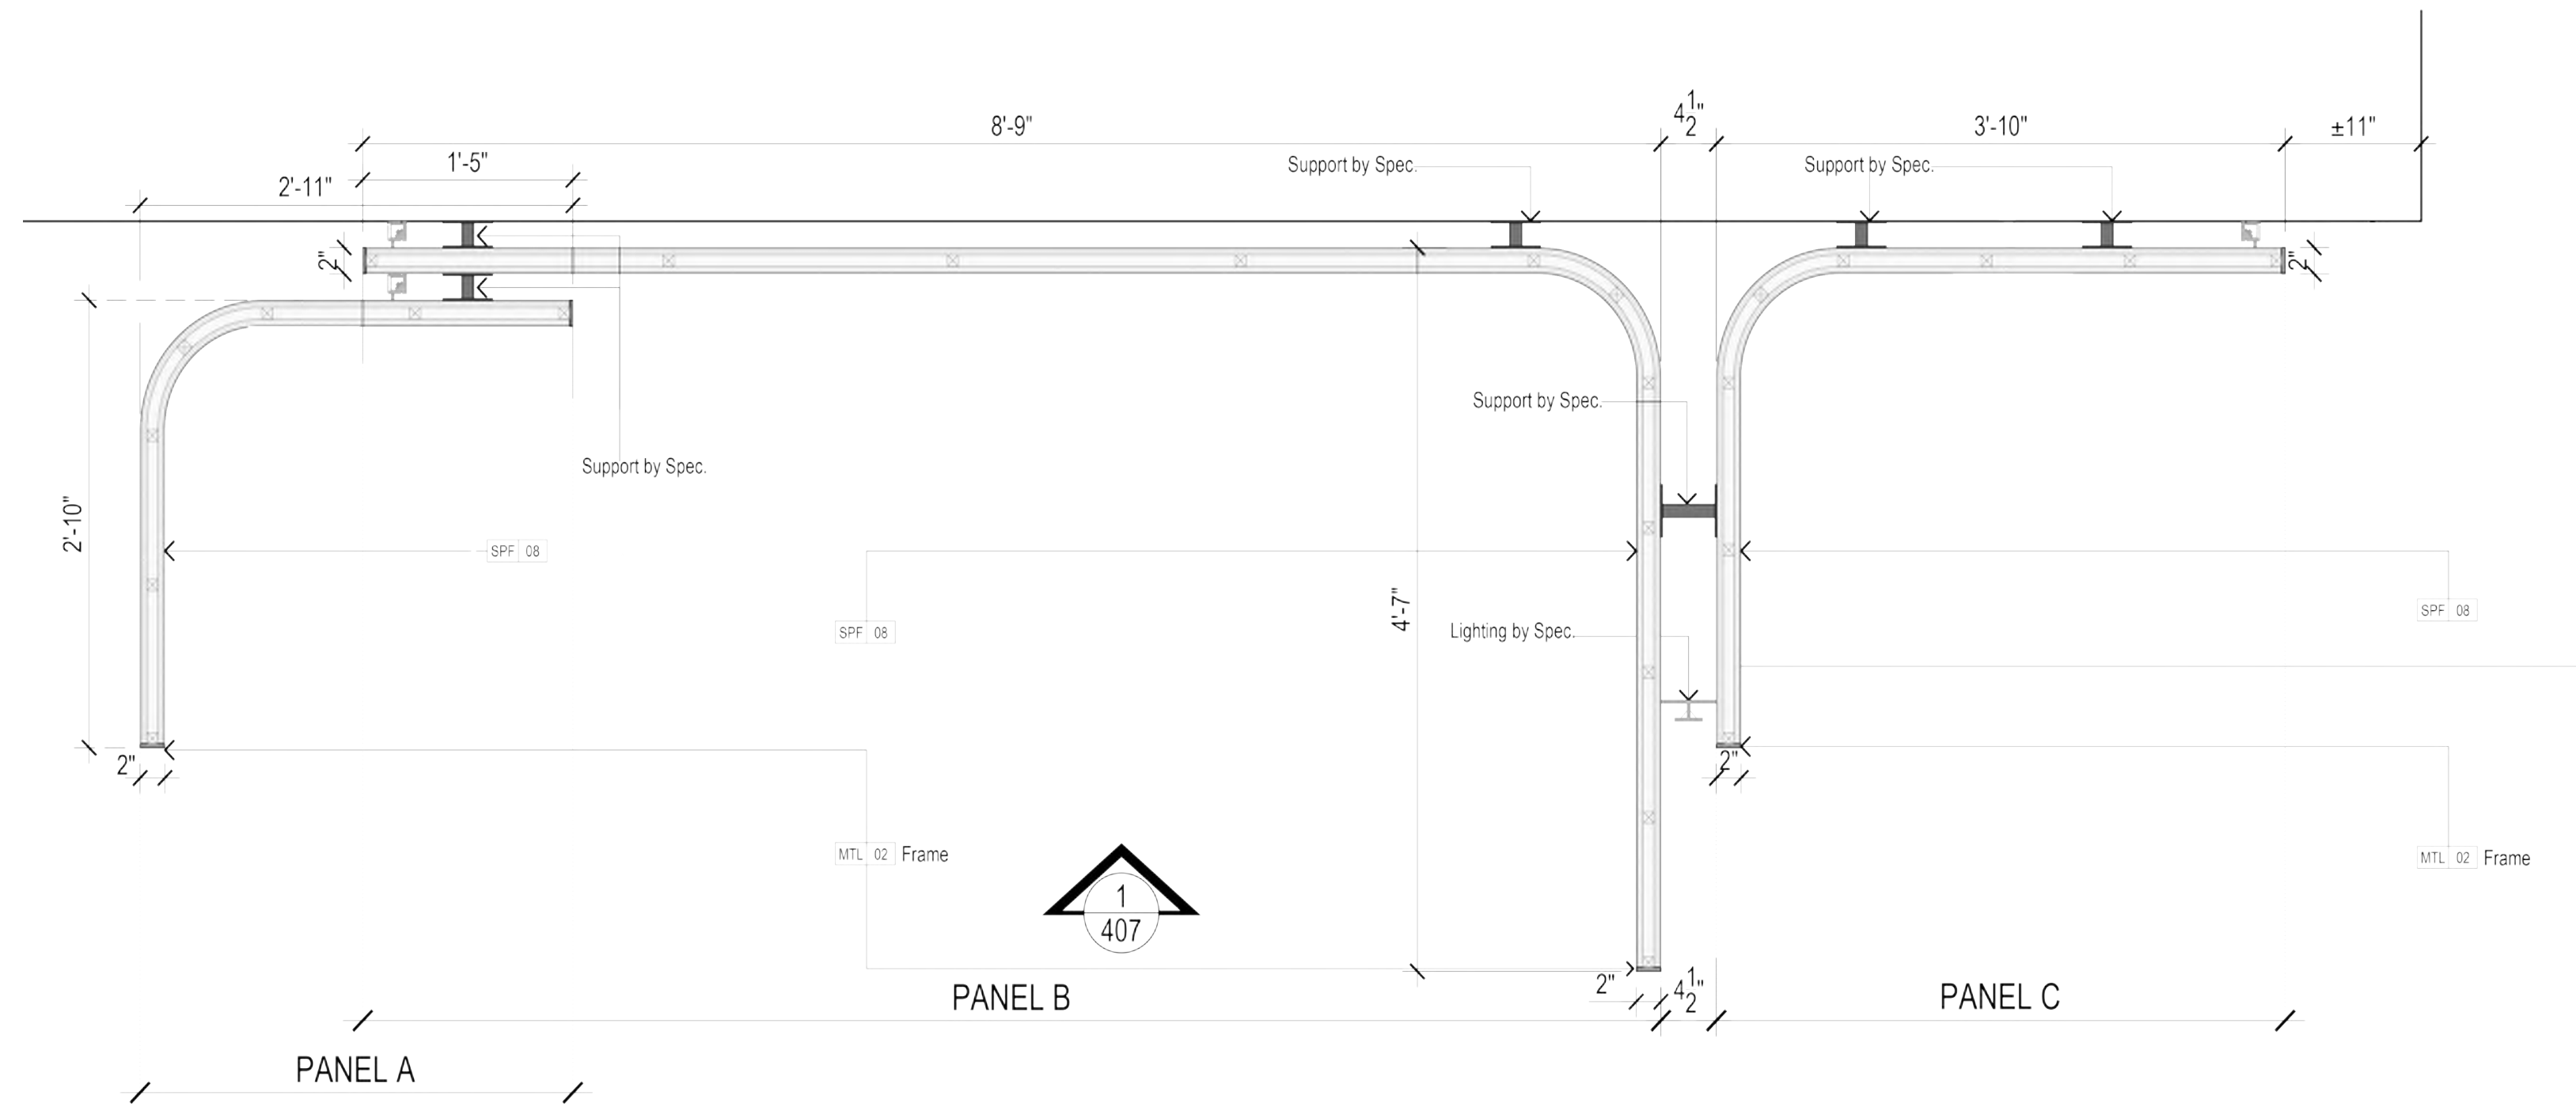 4 1/2"
8'-9"
3'-10"
±11"
1'-5"
Support by Spec.
Support by Spec.
2'-11"
2"
2"
Support by Spec.
Support by Spec.
2'-10"
SPF 08
4'-7"
SPF 08
SPF 08
Lighting by Spec.
2"
2"
MTL 02 Frame
MTL 02 Frame
1
407
2"
4 1/2"
PANEL B
PANEL C
PANEL A